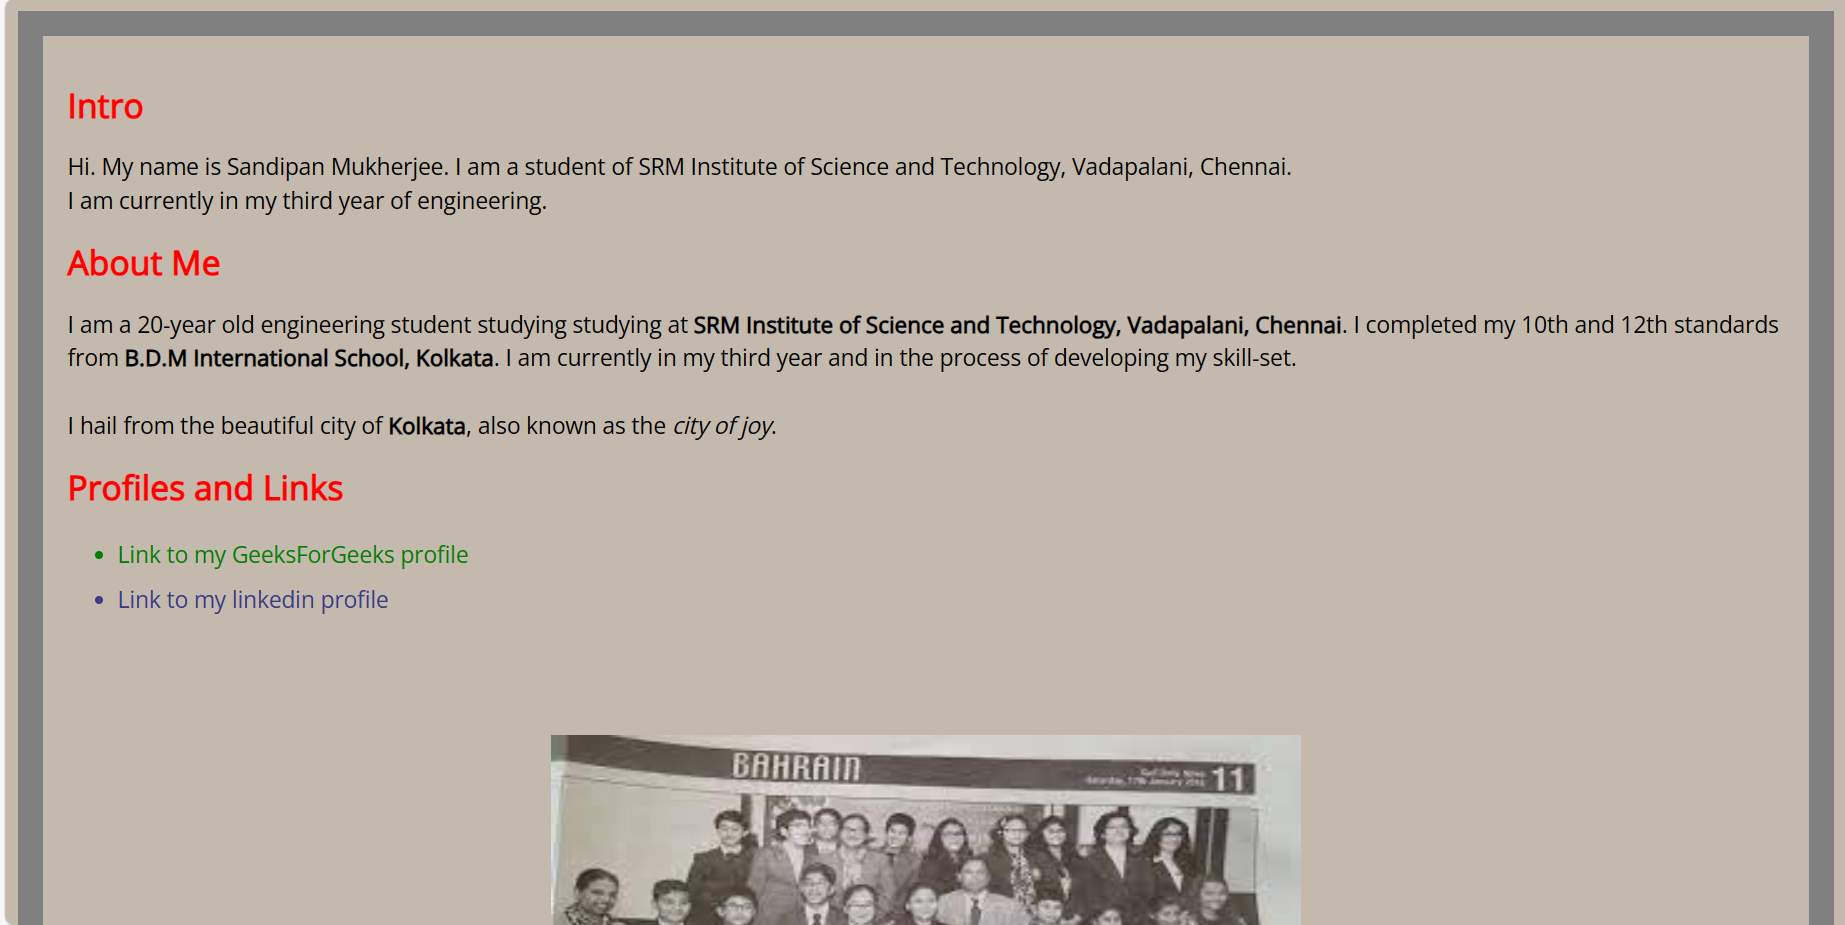 Intro
Hi. My name is Sandipan Mukherjee. I am a student of SRM Institute of Science and Technology, Vadapalani, Chennai.
I am currently in my third year of engineering.
About Me
I am a 20-year old engineering student studying studying at SRM Institute of Science and Technology, Vadapalani, Chennai. I completed my 10th and 12th standards
from B.D.M International School, Kolkata. I am currently in my third year and in the process of developing my skill-set.
I hail from the beautiful city of Kolkata, also known as the city of joy.
Profiles and Links
Link to my GeeksForGeeks profile
Link to my linkedin profile
BAHRAIN
11